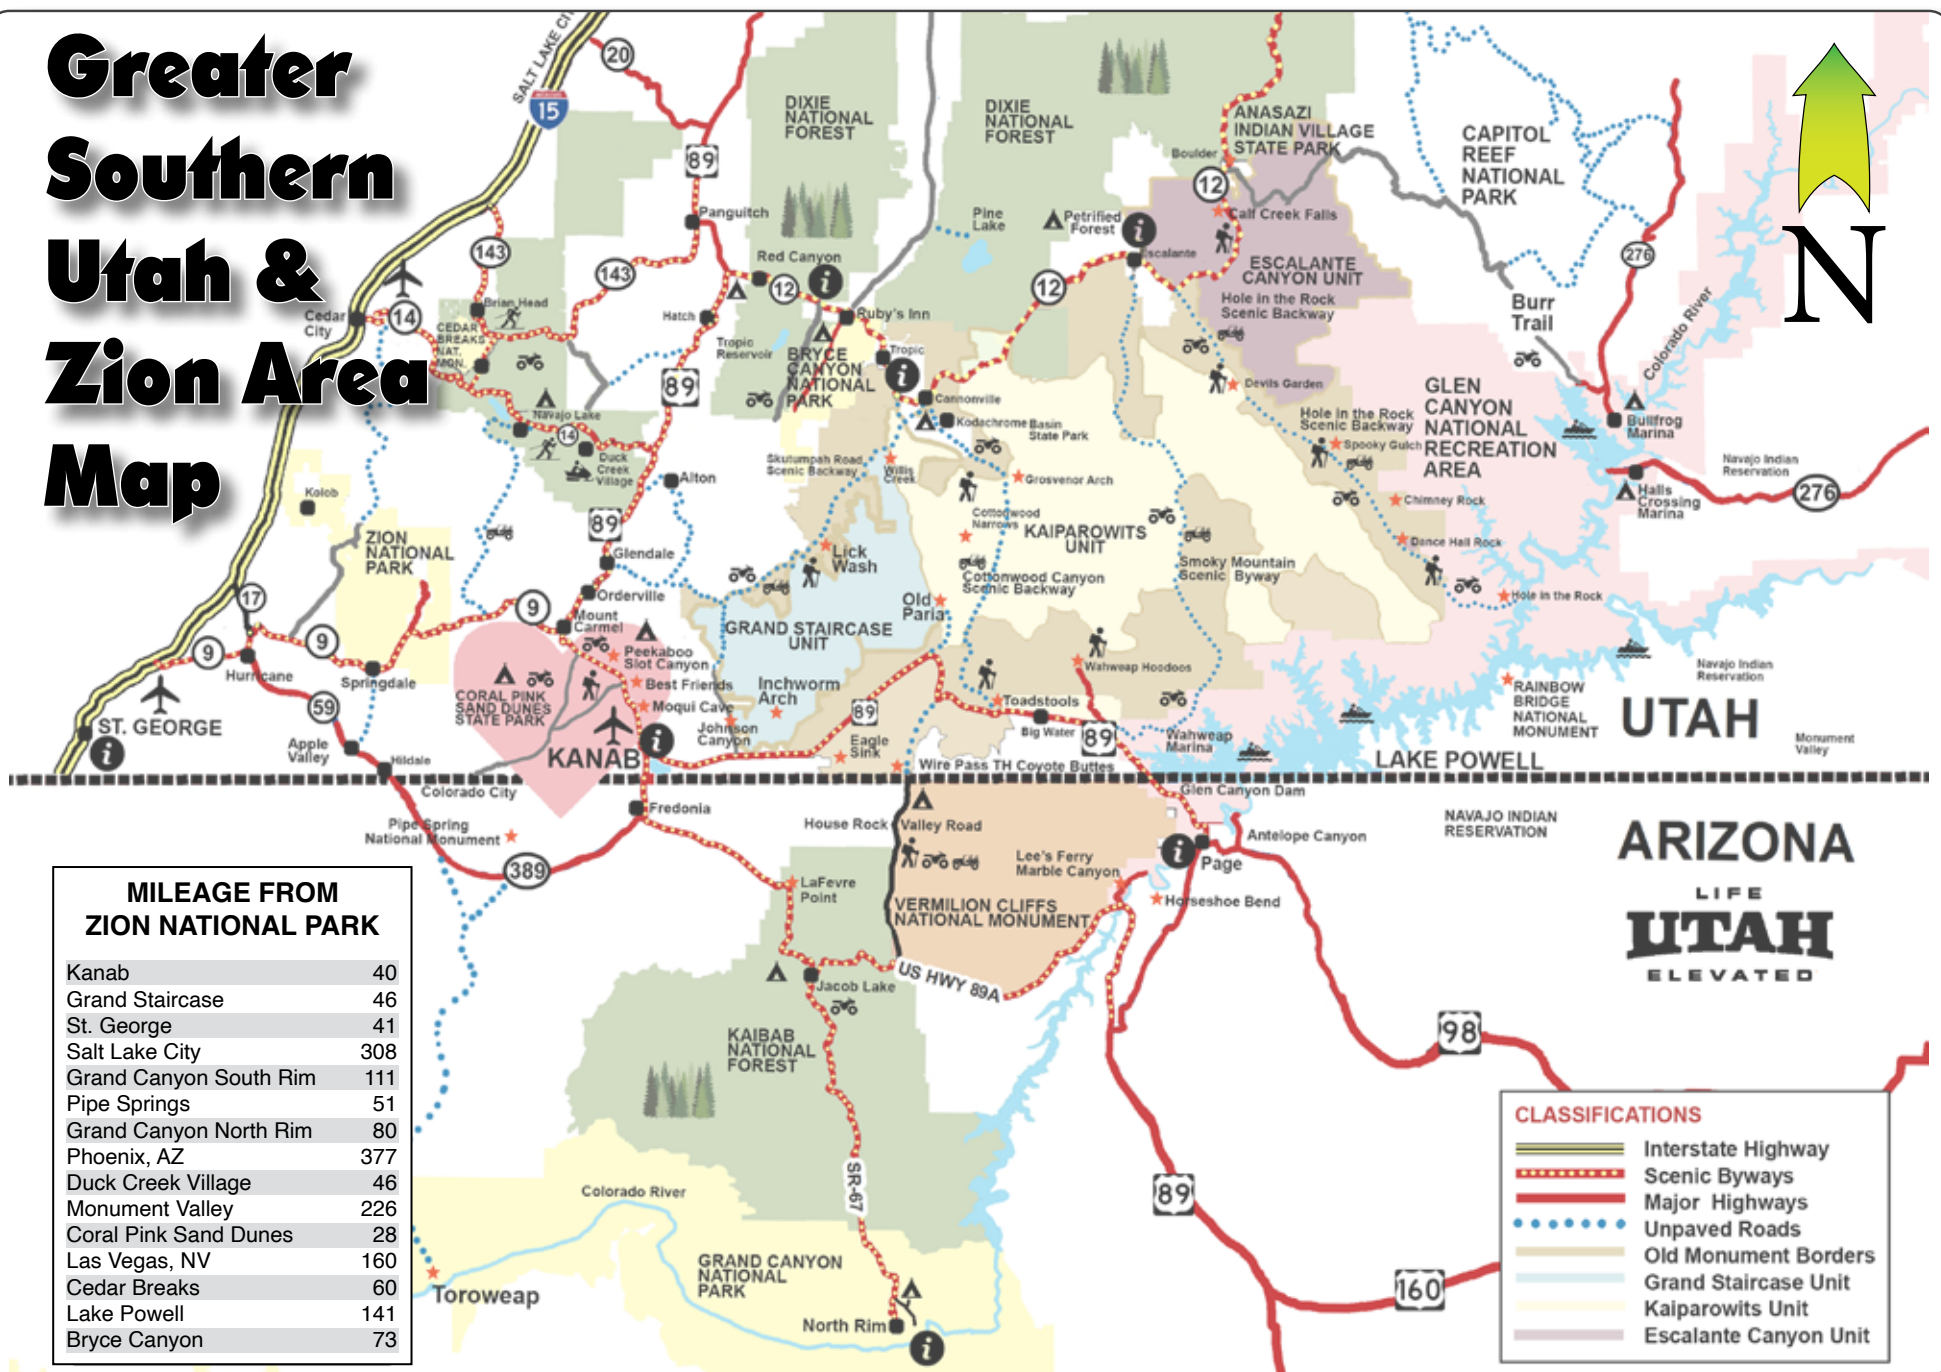 Greater
Southern
Utah &
Zion Area
Map
SALT LAKE CITY
INTERSTATE
15
20
89
DIXIE
NATIONAL
FOREST
DIXIE
NATIONAL
FOREST
ANASAZI
INDIAN VILLAGE
STATE PARK
Boulder
12
Calf Creek Falls
CAPITOL
REEF
NATIONAL
PARK
N
Panguitch
Pine
Lake
Petrified
Forest
i
Escalante
143
143
Red Canyon
i
12
12
ESCALANTE
CANYON UNIT
Hole in the Rock
Scenic Backway
276
Burr
Trail
Colorado River
Brian Head
Cedar
City
14
CEDAR
BREAKS
NAT.
MON.
Hatch
Ruby's Inn
Tropic
Reservoir
BRYCE
CANYON
NATIONAL
PARK
Tropic
i
89
Cannonville
Kodachrome Basin
State Park
Devils Garden
GLEN
CANYON
NATIONAL
RECREATION
AREA
Hole in the Rock
Scenic Backway
Spooky Gulch
Bullfrog
Marina
Navajo Lake
14
Duck
Creek
Village
Alton
Skutumpah Road
Scenic Backway
Willis
Creek
Grosvenor Arch
Navajo Indian
Reservation
276
Halls
Crossing
Marina
Chimney Rock
Kolob
89
Cottonwood
Narrows
KAIPAROWITS
UNIT
Dance Hall Rock
ZION
NATIONAL
PARK
Glendale
Lick
Wash
Smoky Mountain
Scenic Byway
Cottonwood Canyon
Scenic Backway
Hole in the Rock
17
Orderville
9
Mount
Carmel
Old
Paria
GRAND STAIRCASE
UNIT
9
9
Hurricane
Springdale
Peekaboo
Slot Canyon
Best Friends
Wahweap Hoodoos
Navajo Indian
Reservation
CORAL PINK
SAND DUNES
STATE PARK
Moqui Cave
Inchworm
Arch
Toadstools
RAINBOW
BRIDGE
NATIONAL
MONUMENT
UTAH
59
ST. GEORGE
i
Apple
Valley
Hildale
KANAB
i
Johnson
Canyon
89
Eagle
Sink
Big Water
89
Wahweap
Marina
Monument
Valley
LAKE POWELL
Wire Pass TH Coyote Buttes
Colorado City
Glen Canyon Dam
Fredonia
House Rock Valley Road
NAVAJO INDIAN
RESERVATION
ARIZONA
Pipe Spring
National Monument
Antelope Canyon
i
Page
389
Lee's Ferry
Marble Canyon
LaFevre
Point
Horseshoe Bend
VERMILION CLIFFS
NATIONAL MONUMENT
LIFE
UTAH
ELEVATED
US HWY 89A
Jacob Lake
KAIBAB
NATIONAL
FOREST
98
SR-67
89
Colorado River
GRAND CANYON
NATIONAL
PARK
160
Toroweap
North Rim
i
MILEAGE FROM
ZION NATIONAL PARK
Kanab 40
Grand Staircase 46
St. George 41
Salt Lake City 308
Grand Canyon South Rim 111
Pipe Springs 51
Grand Canyon North Rim 80
Phoenix, AZ 377
Duck Creek Village 46
Monument Valley 226
Coral Pink Sand Dunes 28
Las Vegas, NV 160
Cedar Breaks 60
Lake Powell 141
Bryce Canyon 73
CLASSIFICATIONS
Interstate Highway
Scenic Byways
Major Highways
Unpaved Roads
Old Monument Borders
Grand Staircase Unit
Kaiparowits Unit
Escalante Canyon Unit